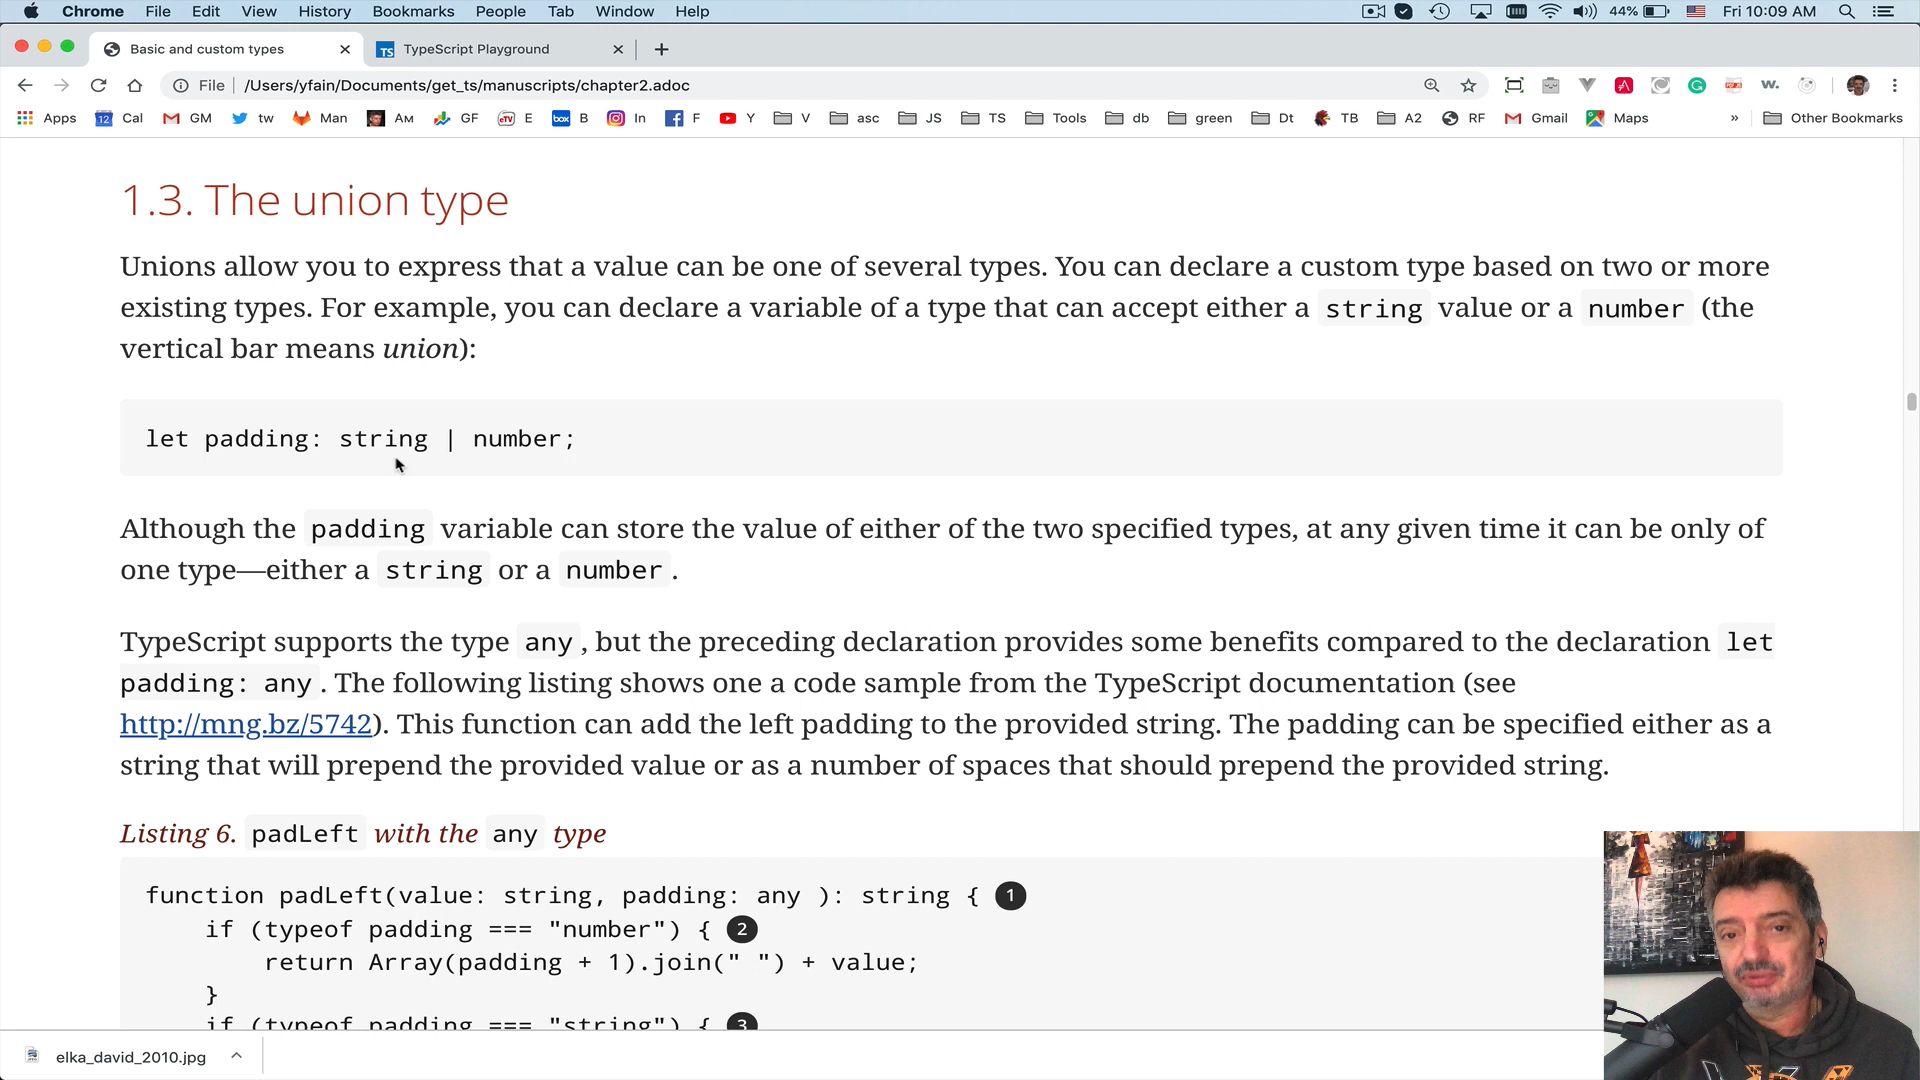 Chrome File Edit View History Bookmarks People Tab Window Help 44% Fri 10:09 AM
Basic and custom types TS TypeScript Playground
File /Users/yfain/Documents/get_ts/manuscripts/chapter2.adoc
Apps 12 Cal GM tw Man Ам GF eTV E box B In F Y V asc JS TS Tools db green Dt TB A2 RF Gmail Maps » Other Bookmarks
1.3. The union type
Unions allow you to express that a value can be one of several types. You can declare a custom type based on two or more
existing types. For example, you can declare a variable of a type that can accept either a string value or a number (the
vertical bar means union):
let padding: string | number;
Although the padding variable can store the value of either of the two specified types, at any given time it can be only of
one type—either a string or a number.
TypeScript supports the type any, but the preceding declaration provides some benefits compared to the declaration let
padding: any. The following listing shows one a code sample from the TypeScript documentation (see
http://mng.bz/5742). This function can add the left padding to the provided string. The padding can be specified either as a
string that will prepend the provided value or as a number of spaces that should prepend the provided string.
Listing 6. padLeft with the any type
function padLeft(value: string, padding: any ): string { 1
if (typeof padding === "number") { 2
return Array(padding + 1).join(" ") + value;
}
if (typeof padding === "string") { 3
elka_david_2010.jpg